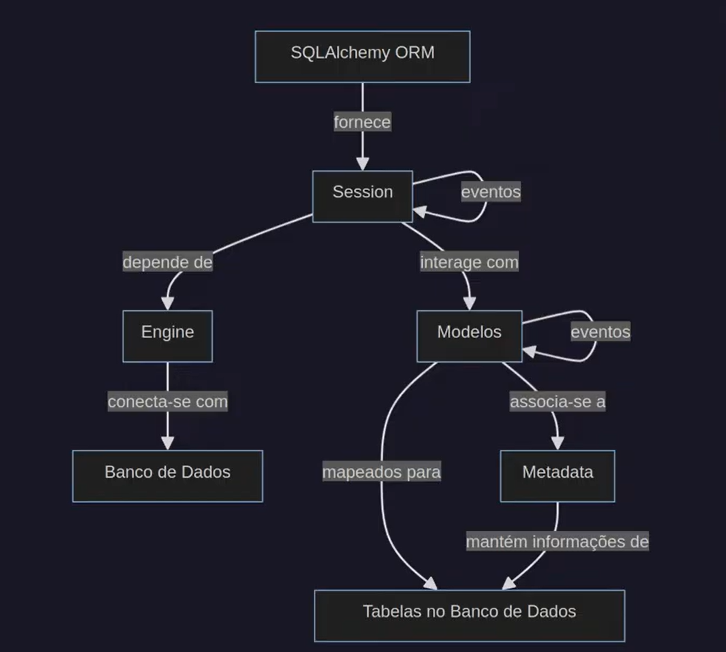 SQLAlchemy ORM
fornece
Session
eventos
depende de
interage com
Engine
Modelos
eventos
conecta-se com
associa-se a
Banco de Dados
mapeados para
Metadata
mantém informações de
Tabelas no Banco de Dados